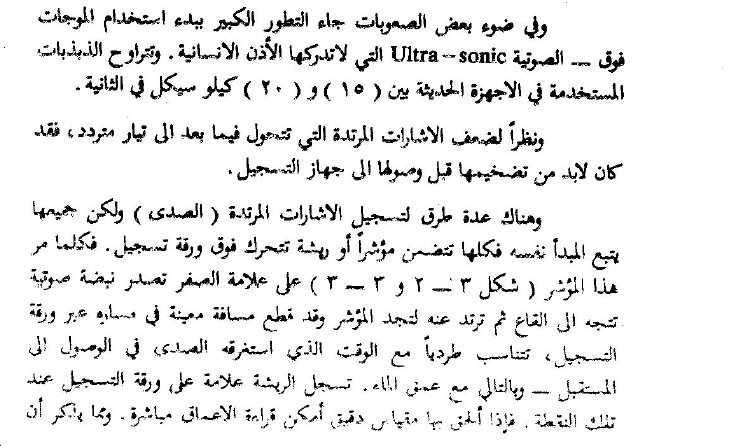 وفي ضوء بعض الصعوبات جاء التطور الكبير ببدء استخدام الموجات
فوق ـــ الصوتية Ultra – sonic التي لاتدركها الأذن الانسانية . وتتراوح الذبذبات
المستخدمة في الاجهزة الحديثة بين ( ١٥ ) و ( ٢٠ ) كيلو سيكل في الثانية .
ونظراً لضعف الاشارات المرتدة التي تتحول فيما بعد الى تيار متردد ، فقد
كان لابد من تضخيمها قبل وصولها الى جهاز التسجيل .
وهناك عدة طرق لتسجيل الاشارات المرتدة ( الصدى ) ولكن جميعها
يتبع المبدأ نفسه فكلها تتضمن مؤشراً أو ريشة تتحرك فوق ورقة تسجيل . فكلما مر
هذا المؤشر ( شكل ٣ ـــ ٢ و ٣ ـــ ٣ ) على علامة الصفر تصدر نبضة صوتية
تتجه الى القاع ثم ترتد عنه لتجد المؤشر وقد قطع مسافة معينة في مساره عبر ورقة
التسجيل ، تتناسب طردياً مع الوقت الذي استغرقه الصدى في الوصول الى
المستقبل ـــ وبالتالي مع عمق الماء . تسجل الريشة علامة على ورقة التسجيل عند
تلك النقطة . فإذا ألحق بها مقياس دقيق أمكن قراءة الاعماق مباشرة . ومما يذكر أن